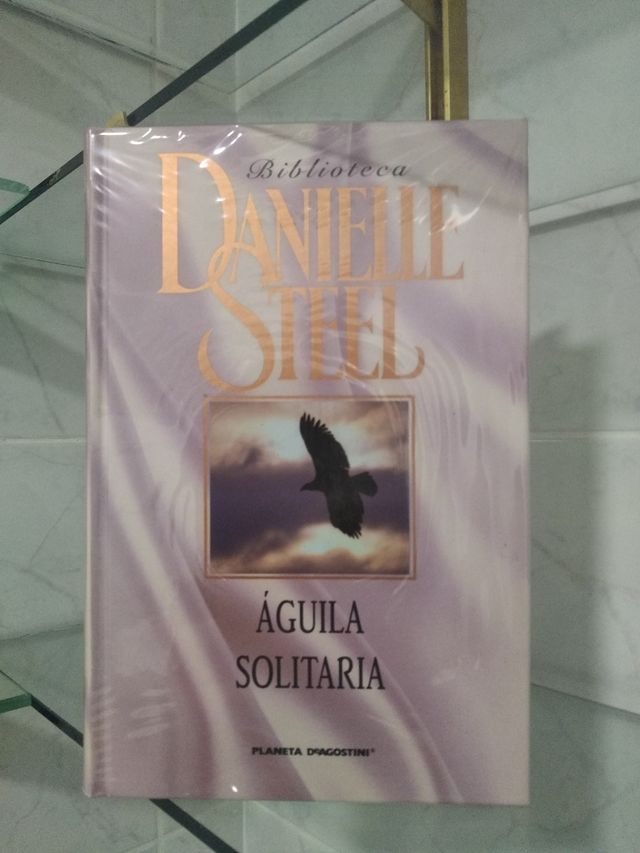 Biblioteca
DANIELLE
STEEL
ÁGUILA
SOLITARIA
PLANETA DEAGOSTINI®